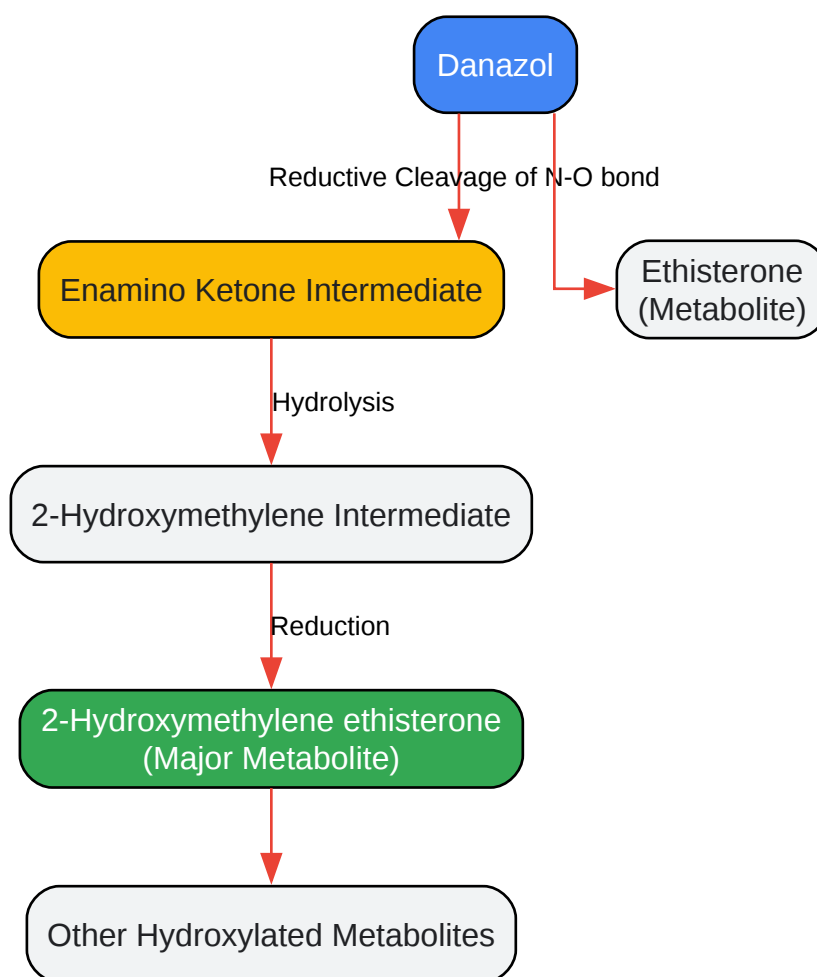 Danazol
Reductive Cleavage of N-O bond
Enamino Ketone Intermediate
Ethisterone
(Metabolite)
Hydrolysis
2-Hydroxymethylene Intermediate
Reduction
2-Hydroxymethylene ethisterone
(Major Metabolite)
Other Hydroxylated Metabolites